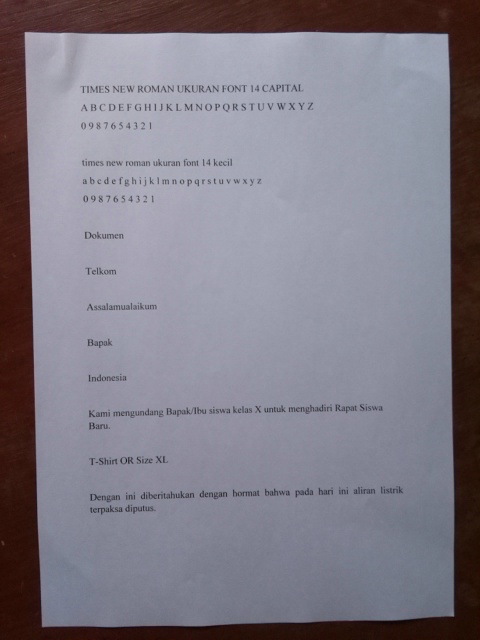 TIMES NEW ROMAN UKURAN FONT 14 CAPITAL
A B C D E F G H I J K L M N O P Q R S T U V W X Y Z
0 9 8 7 6 5 4 3 2 1
times new roman ukuran font 14 kecil
a b c d e f g h i j k l m n o p q r s t u v w x y z
0 9 8 7 6 5 4 3 2 1
Dokumen
Telkom
Assalamualaikum
Bapak
Indonesia
Kami mengundang Bapak/Ibu siswa kelas X untuk menghadiri Rapat Siswa
Baru.
T-Shirt OR Size XL
Dengan ini diberitahukan dengan hormat bahwa pada hari ini aliran listrik
terpaksa diputus.